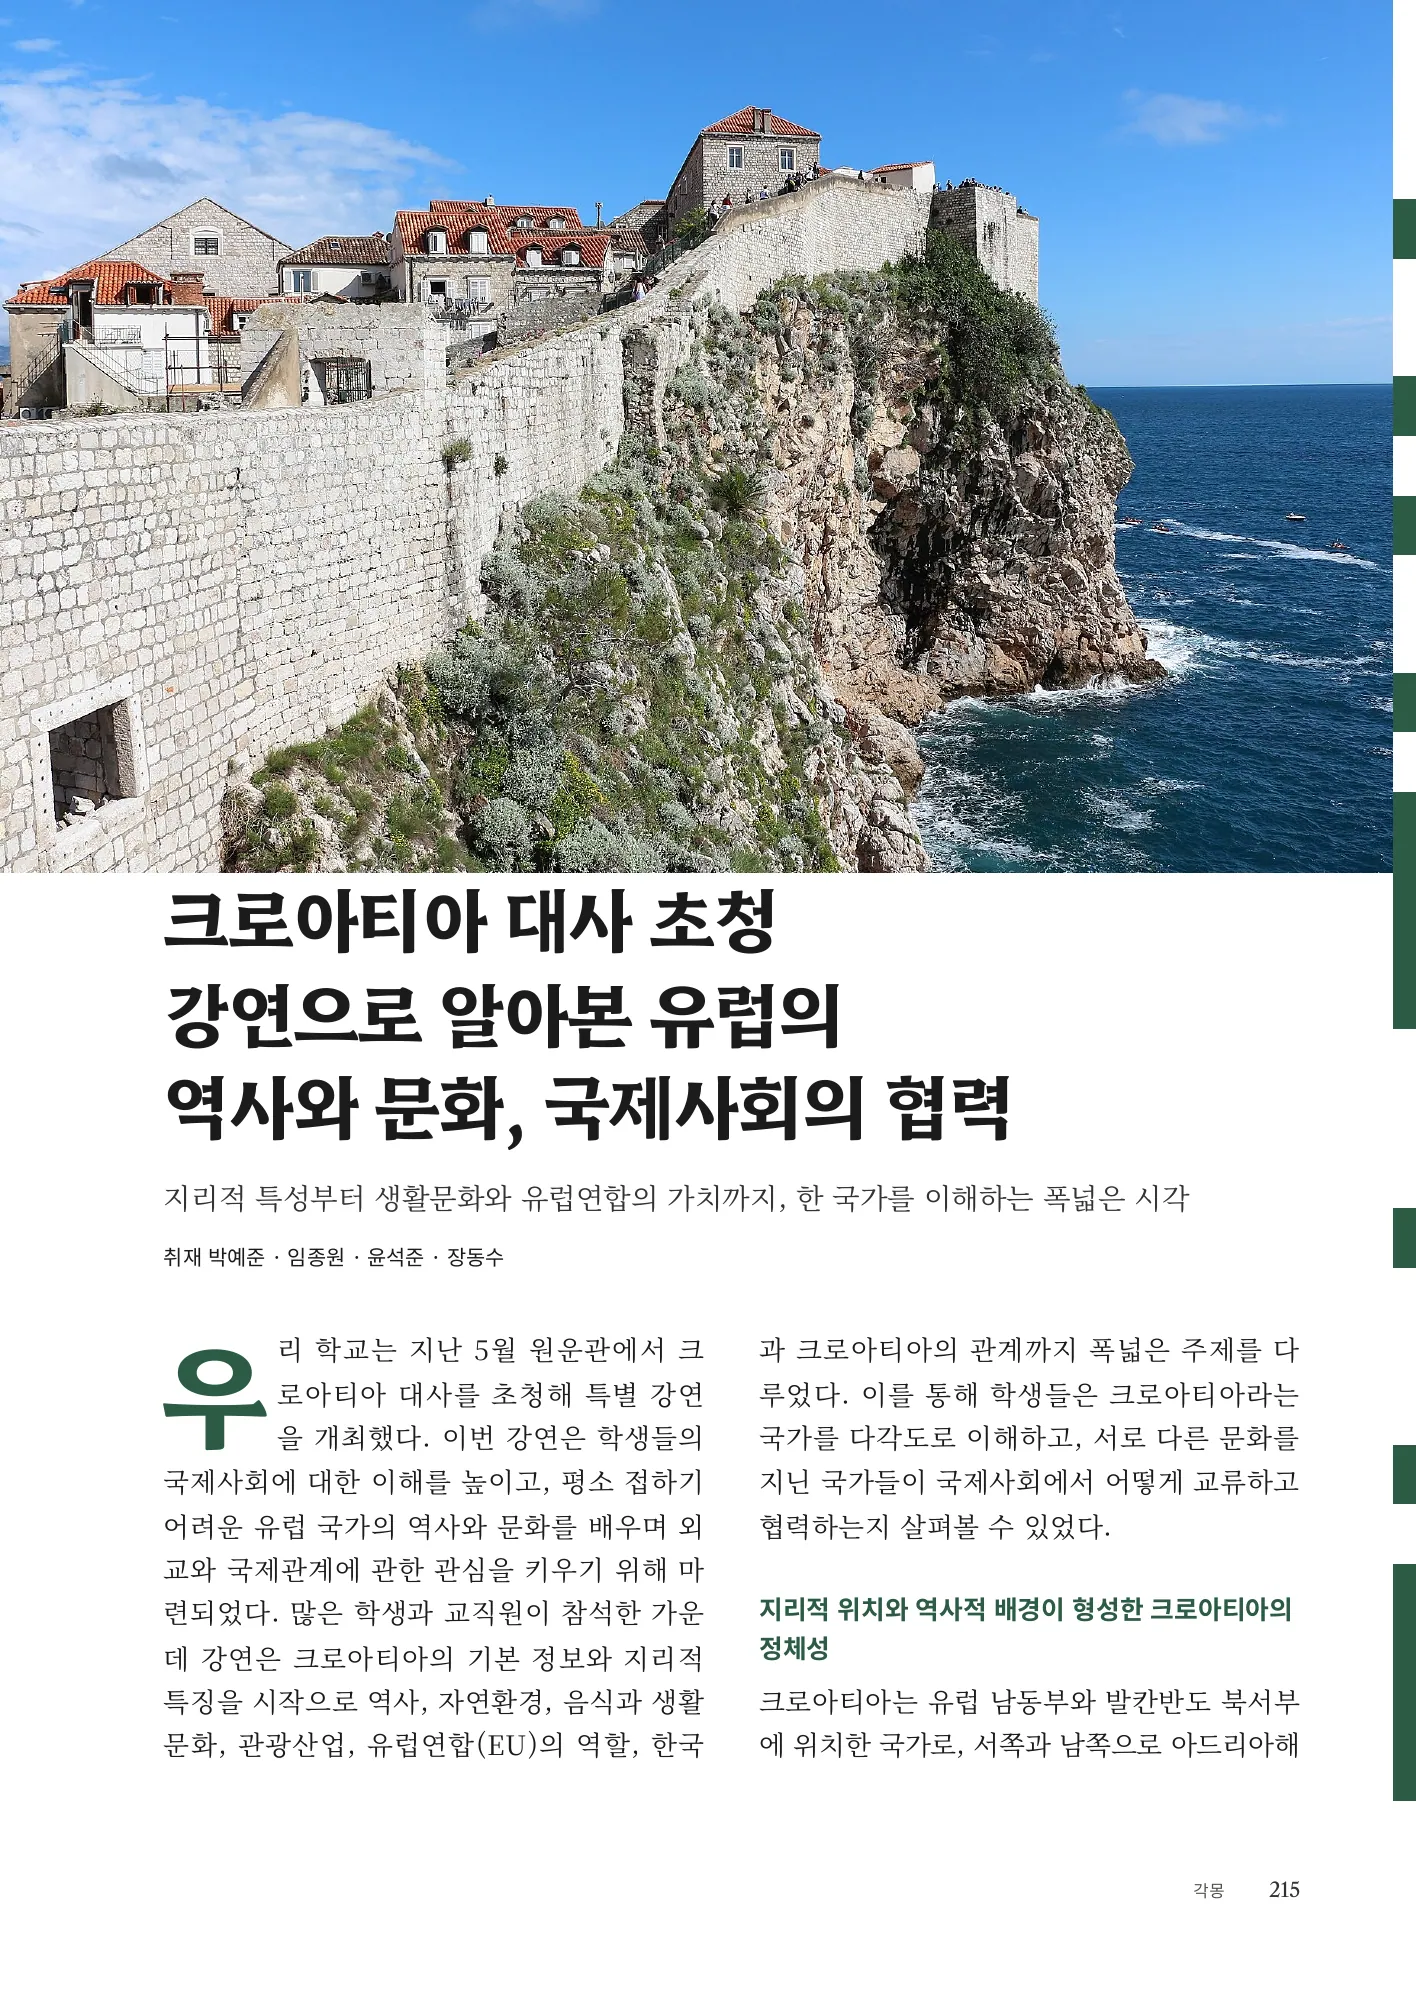 크로아티아 대사 초청
강연으로 알아본 유럽의
역사와 문화, 국제사회의 협력
지리적 특성부터 생활문화와 유럽연합의 가치까지, 한 국가를 이해하는 폭넓은 시각
취재 박예준 · 임종원 · 윤석준 · 장동수
우리 학교는 지난 5월 원운관에서 크
로아티아 대사를 초청해 특별 강연
을 개최했다. 이번 강연은 학생들의
국제사회에 대한 이해를 높이고, 평소 접하기
어려운 유럽 국가의 역사와 문화를 배우며 외
교와 국제관계에 관한 관심을 키우기 위해 마
련되었다. 많은 학생과 교직원이 참석한 가운
데 강연은 크로아티아의 기본 정보와 지리적
특징을 시작으로 역사, 자연환경, 음식과 생활
문화, 관광산업, 유럽연합(EU)의 역할, 한국
과 크로아티아의 관계까지 폭넓은 주제를 다
루었다. 이를 통해 학생들은 크로아티아라는
국가를 다각도로 이해하고, 서로 다른 문화를
지닌 국가들이 국제사회에서 어떻게 교류하고
협력하는지 살펴볼 수 있었다.
지리적 위치와 역사적 배경이 형성한 크로아티아의
정체성
크로아티아는 유럽 남동부와 발칸반도 북서부
에 위치한 국가로, 서쪽과 남쪽으로 아드리아해
각몽 215